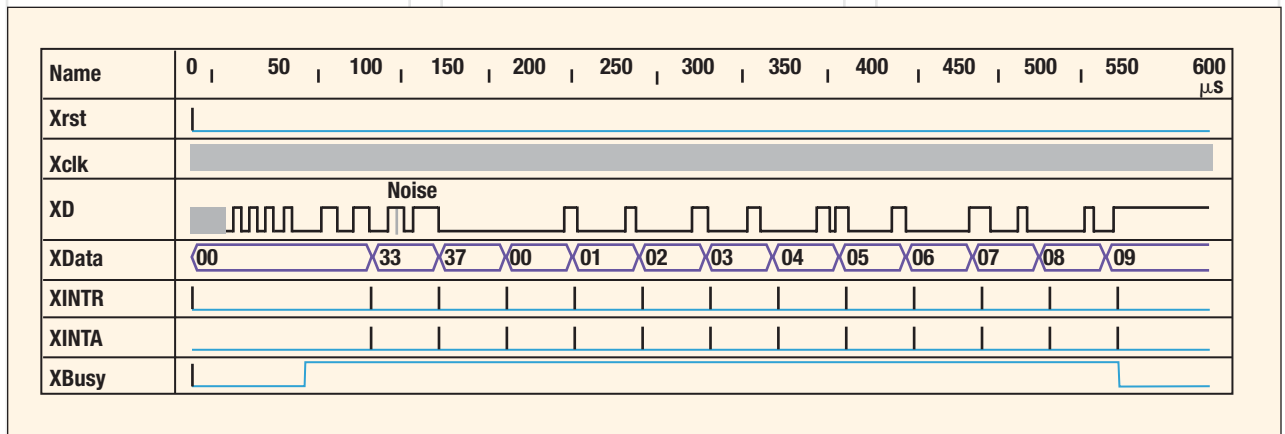 Name 0 50 100 150 200 250 300 350 400 450 500 550 600
µs
Xrst
Xclk
Noise
XD
XData 00 33 37 00 01 02 03 04 05 06 07 08 09
XINTR
XINTA
XBusy